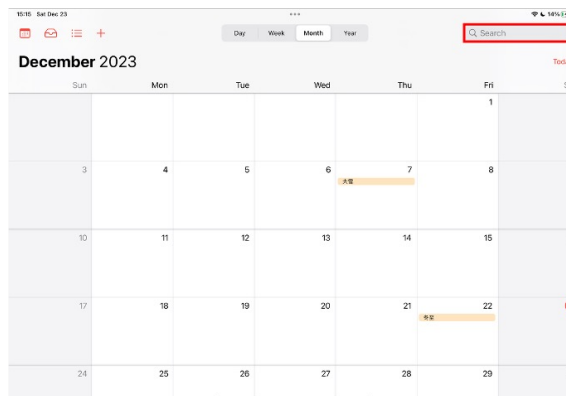 15:15 Sat Dec 23
14%
Day Week Month Year
Search
December 2023
Sun Mon Tue Wed Thu Fri
1
3 4 5 6 7 8
大雪
10 11 12 13 14 15
17 18 19 20 21 22
冬至
24 25 26 27 28 29